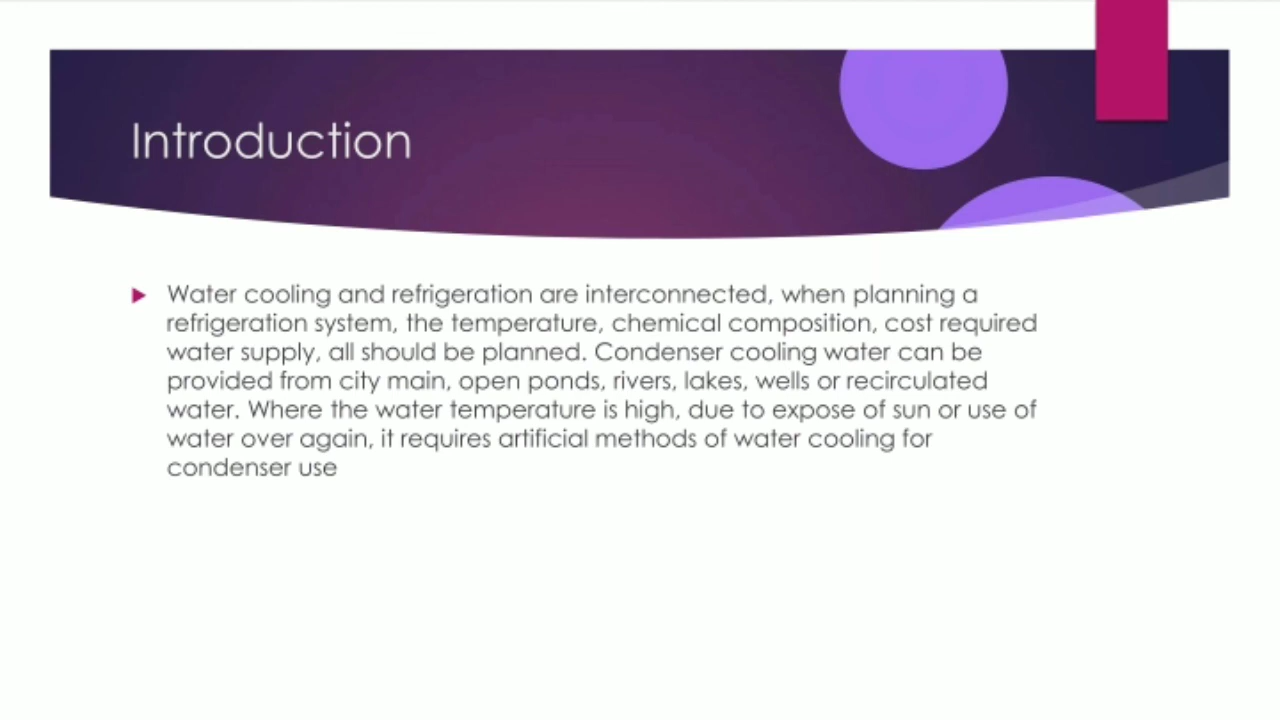 Introduction
Water cooling and refrigeration are interconnected, when planning a
refrigeration system, the temperature, chemical composition, cost required
water supply, all should be planned. Condenser cooling water can be
provided from city main, open ponds, rivers, lakes, wells or recirculated
water. Where the water temperature is high, due to expose of sun or use of
water over again, it requires artificial methods of water cooling for
condenser use